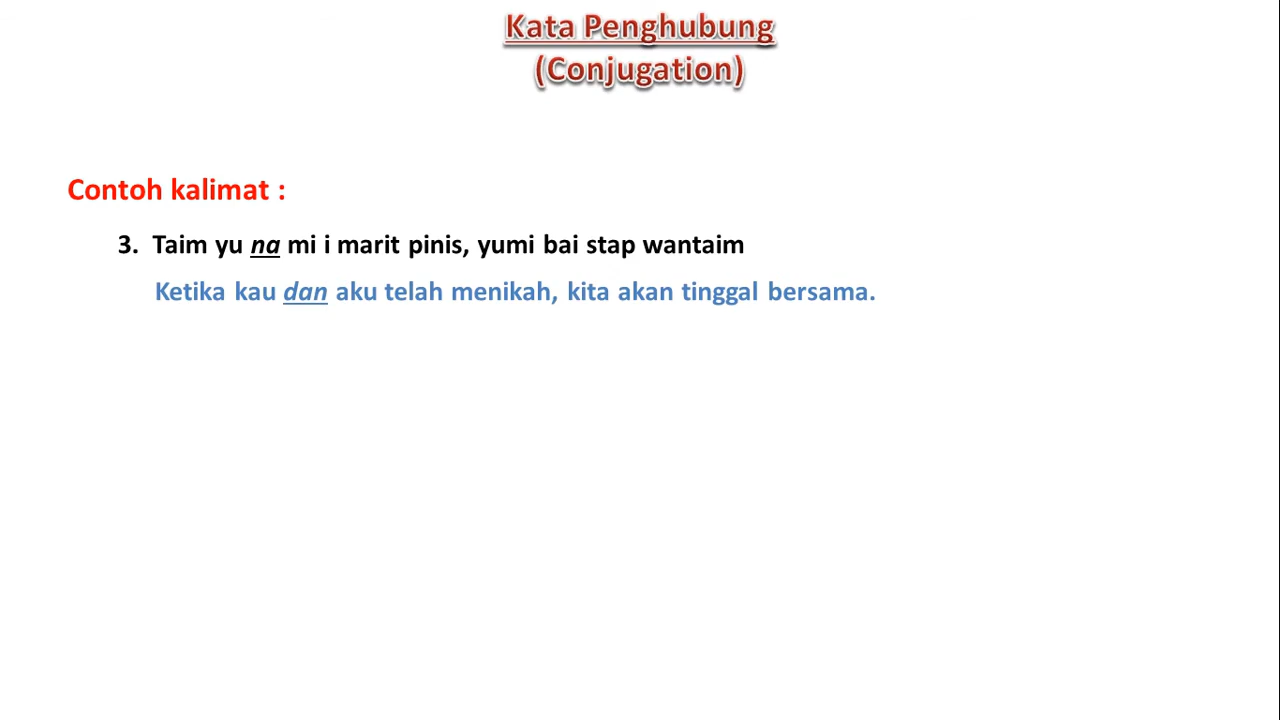 Kata Penghubung
(Conjugation)
Contoh kalimat :
3. Taim yu na mi i marit pinis, yumi bai stap wantaim
Ketika kau dan aku telah menikah, kita akan tinggal bersama.